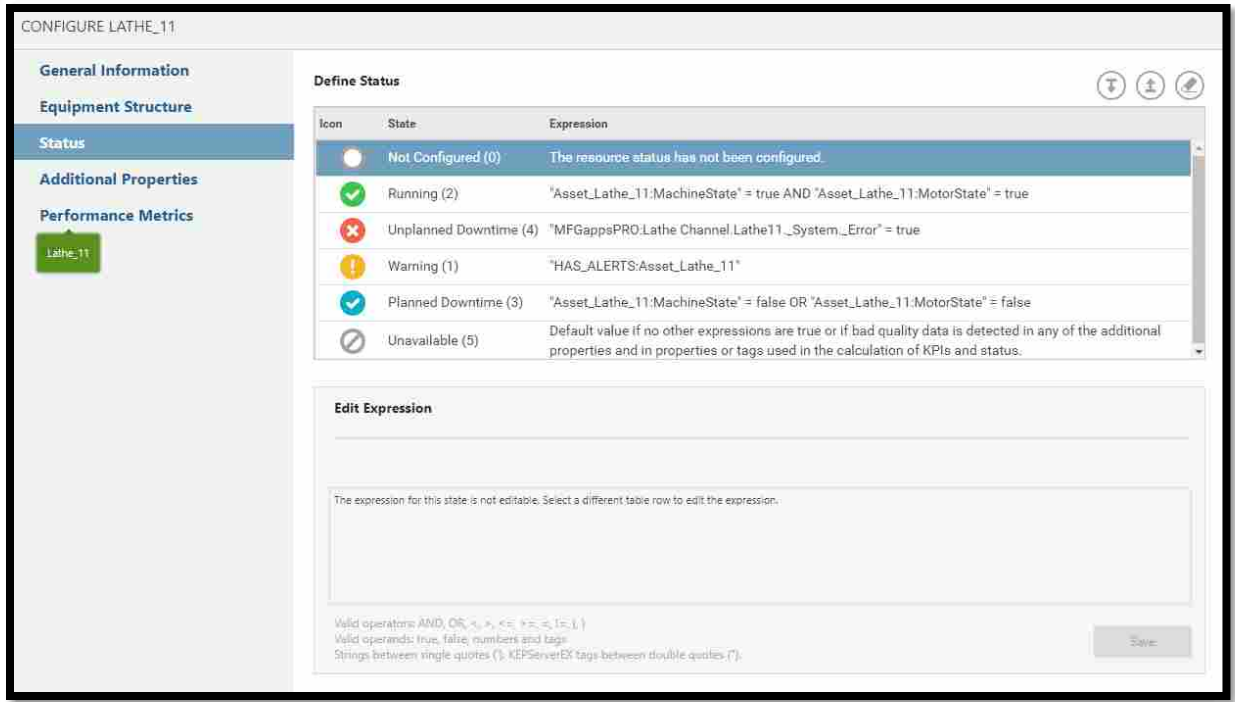 CONFIGURE LATHE_11
General Information
Equipment Structure
Status
Additional Properties
Performance Metrics
Lathe_11
Define Status
Icon State Expression
Not Configured (0) The resource status has not been configured.
Running (2) "Asset_Lathe_11:MachineState" = true AND "Asset_Lathe_11:MotorState" = true
Unplanned Downtime (4) "MFGappsPRO:Lathe Channel.Lathe11._System._Error" = true
Warning (1) "HAS_ALERTS:Asset_Lathe_11"
Planned Downtime (3) "Asset_Lathe_11:MachineState" = false OR "Asset_Lathe_11:MotorState" = false
Unavailable (5) Default value if no other expressions are true or if bad quality data is detected in any of the additional
properties and in properties or tags used in the calculation of KPIs and status.
Edit Expression
The expression for this state is not editable. Select a different table row to edit the expression.
Valid operators: AND, OR, <, >, <=, >=, =, !=, (, )
Valid operands: true, false, numbers and tags
Strings between single quotes ('). KEPServerEX tags between double quotes (").
Save